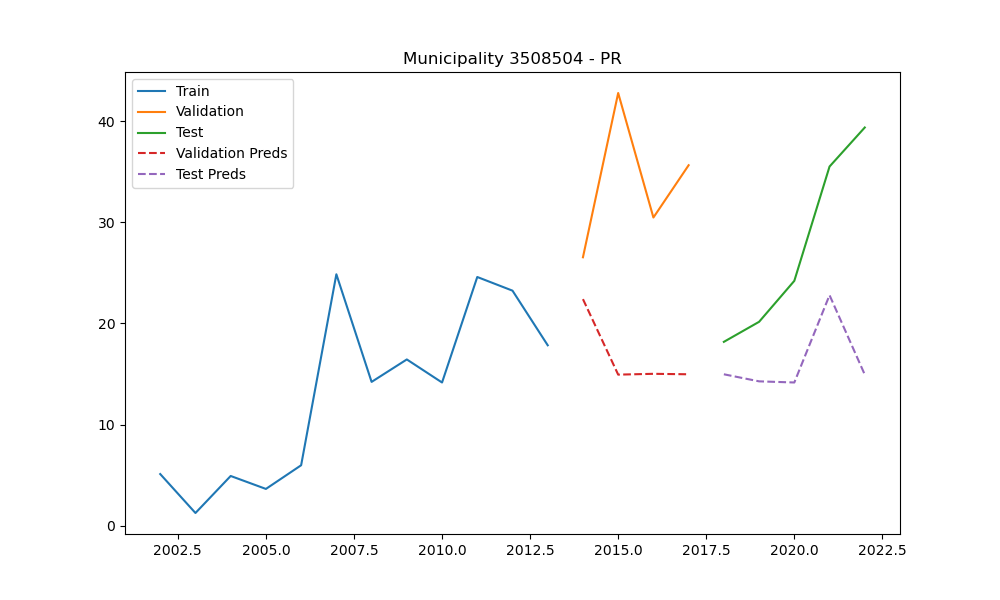 Municipality 3508504 - PR
Train
Validation
Test
Validation Preds
Test Preds
40
30
20
10
0
2002.5 2005.0 2007.5 2010.0 2012.5 2015.0 2017.5 2020.0 2022.5